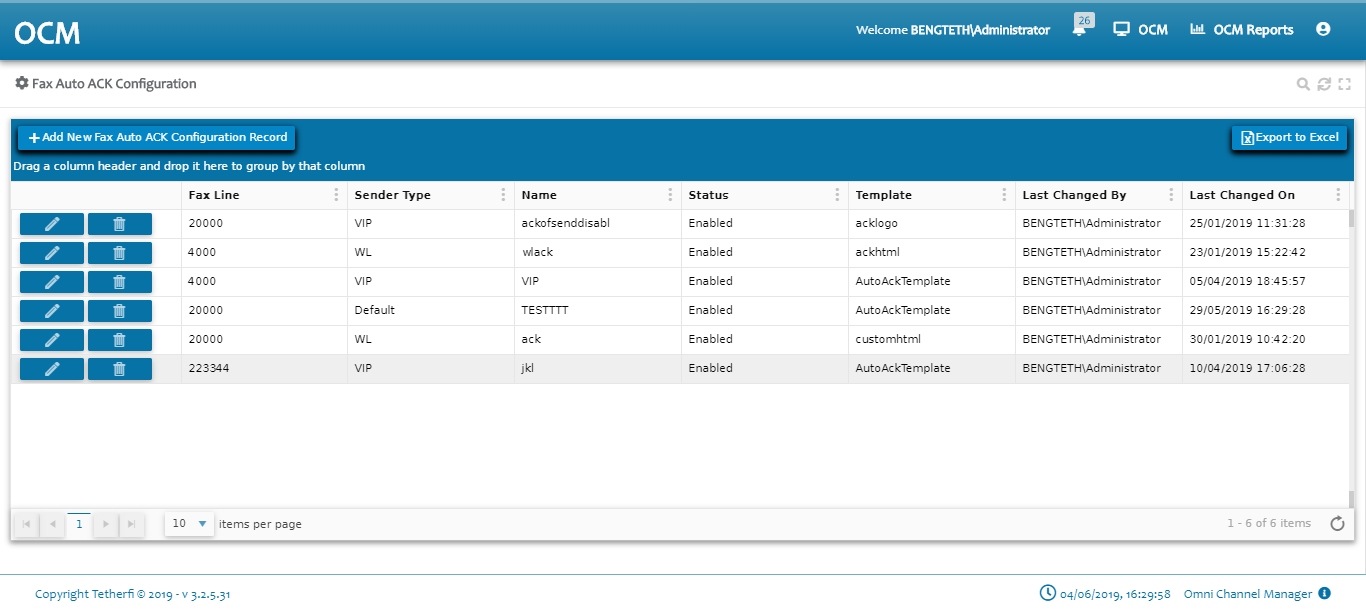 OCM
Welcome BENGTETH\Administrator 26 OCM OCM Reports
Fax Auto ACK Configuration
Add New Fax Auto ACK Configuration Record Export to Excel
Drag a column header and drop it here to group by that column
Fax Line Sender Type Name Status Template Last Changed By Last Changed On
20000 VIP ackofsenddisabl Enabled acklogo BENGTETH\Administrator 25/01/2019 11:31:28
4000 WL wlack Enabled ackhtml BENGTETH\Administrator 23/01/2019 15:22:42
4000 VIP VIP Enabled AutoAckTemplate BENGTETH\Administrator 05/04/2019 18:45:57
20000 Default TESTTTT Enabled AutoAckTemplate BENGTETH\Administrator 29/05/2019 16:29:28
20000 WL ack Enabled customhtml BENGTETH\Administrator 30/01/2019 10:42:20
223344 VIP jkl Enabled AutoAckTemplate BENGTETH\Administrator 10/04/2019 17:06:28
1 10 items per page 1 - 6 of 6 items
Copyright Tetherfi © 2019 - v 3.2.5.31 04/06/2019, 16:29:58 Omni Channel Manager